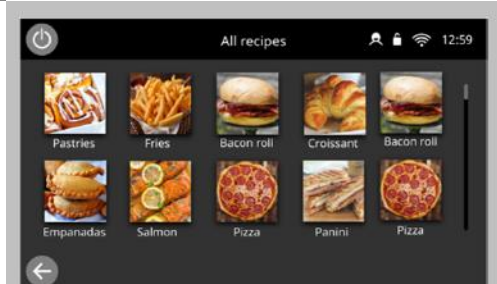 All recipes 12:59
Pastries Fries Bacon roll Croissant Bacon roll
Empanadas Salmon Pizza Panini Pizza